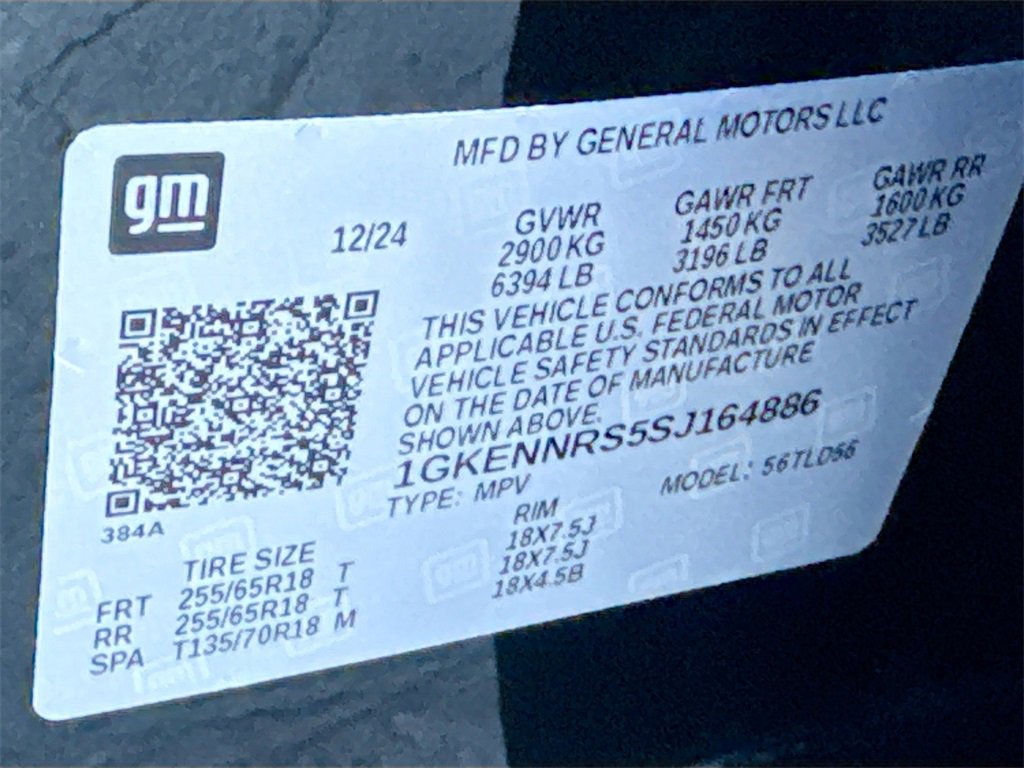 gm
MFD BY GENERAL MOTORS LLC
12/24
GVWR GAWR FRT GAWR RR
2900 KG 1450 KG 1600 KG
6394 LB 3196 LB 3527 LB
THIS VEHICLE CONFORMS TO ALL
APPLICABLE U.S. FEDERAL MOTOR
VEHICLE SAFETY STANDARDS IN EFFECT
ON THE DATE OF MANUFACTURE
SHOWN ABOVE.
1GKENNRS5SJ164886
TYPE: MPV MODEL: 56TLD56
384A
TIRE SIZE RIM
FRT 255/65R18 T 18X7.5J
RR 255/65R18 T 18X7.5J
SPA T135/70R18 M 18X4.5B